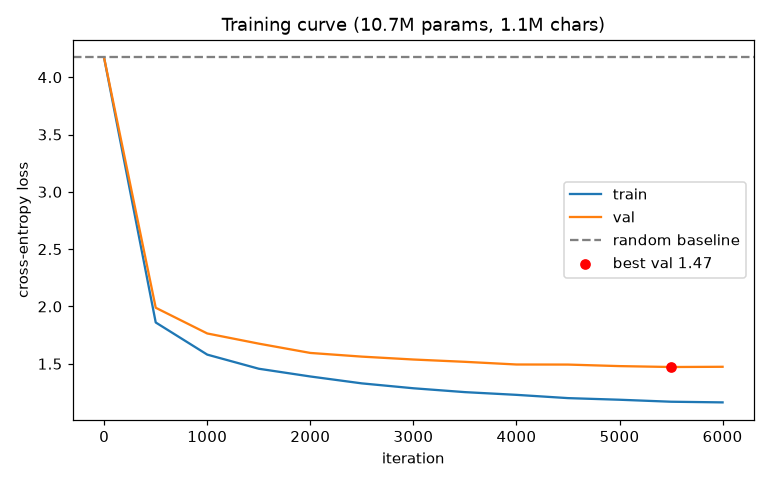 Training curve (10.7M params, 1.1M chars)
cross-entropy loss
4.0
3.5
3.0
2.5
2.0
1.5
train
val
random baseline
best val 1.47
0 1000 2000 3000 4000 5000 6000
iteration